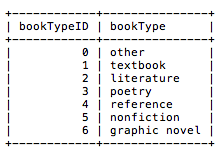 +------------+---------------+
| bookTypeID | bookType      |
+------------+---------------+
|          0 | other         |
|          1 | textbook      |
|          2 | literature    |
|          3 | poetry        |
|          4 | reference     |
|          5 | nonfiction    |
|          6 | graphic novel |
+------------+---------------+